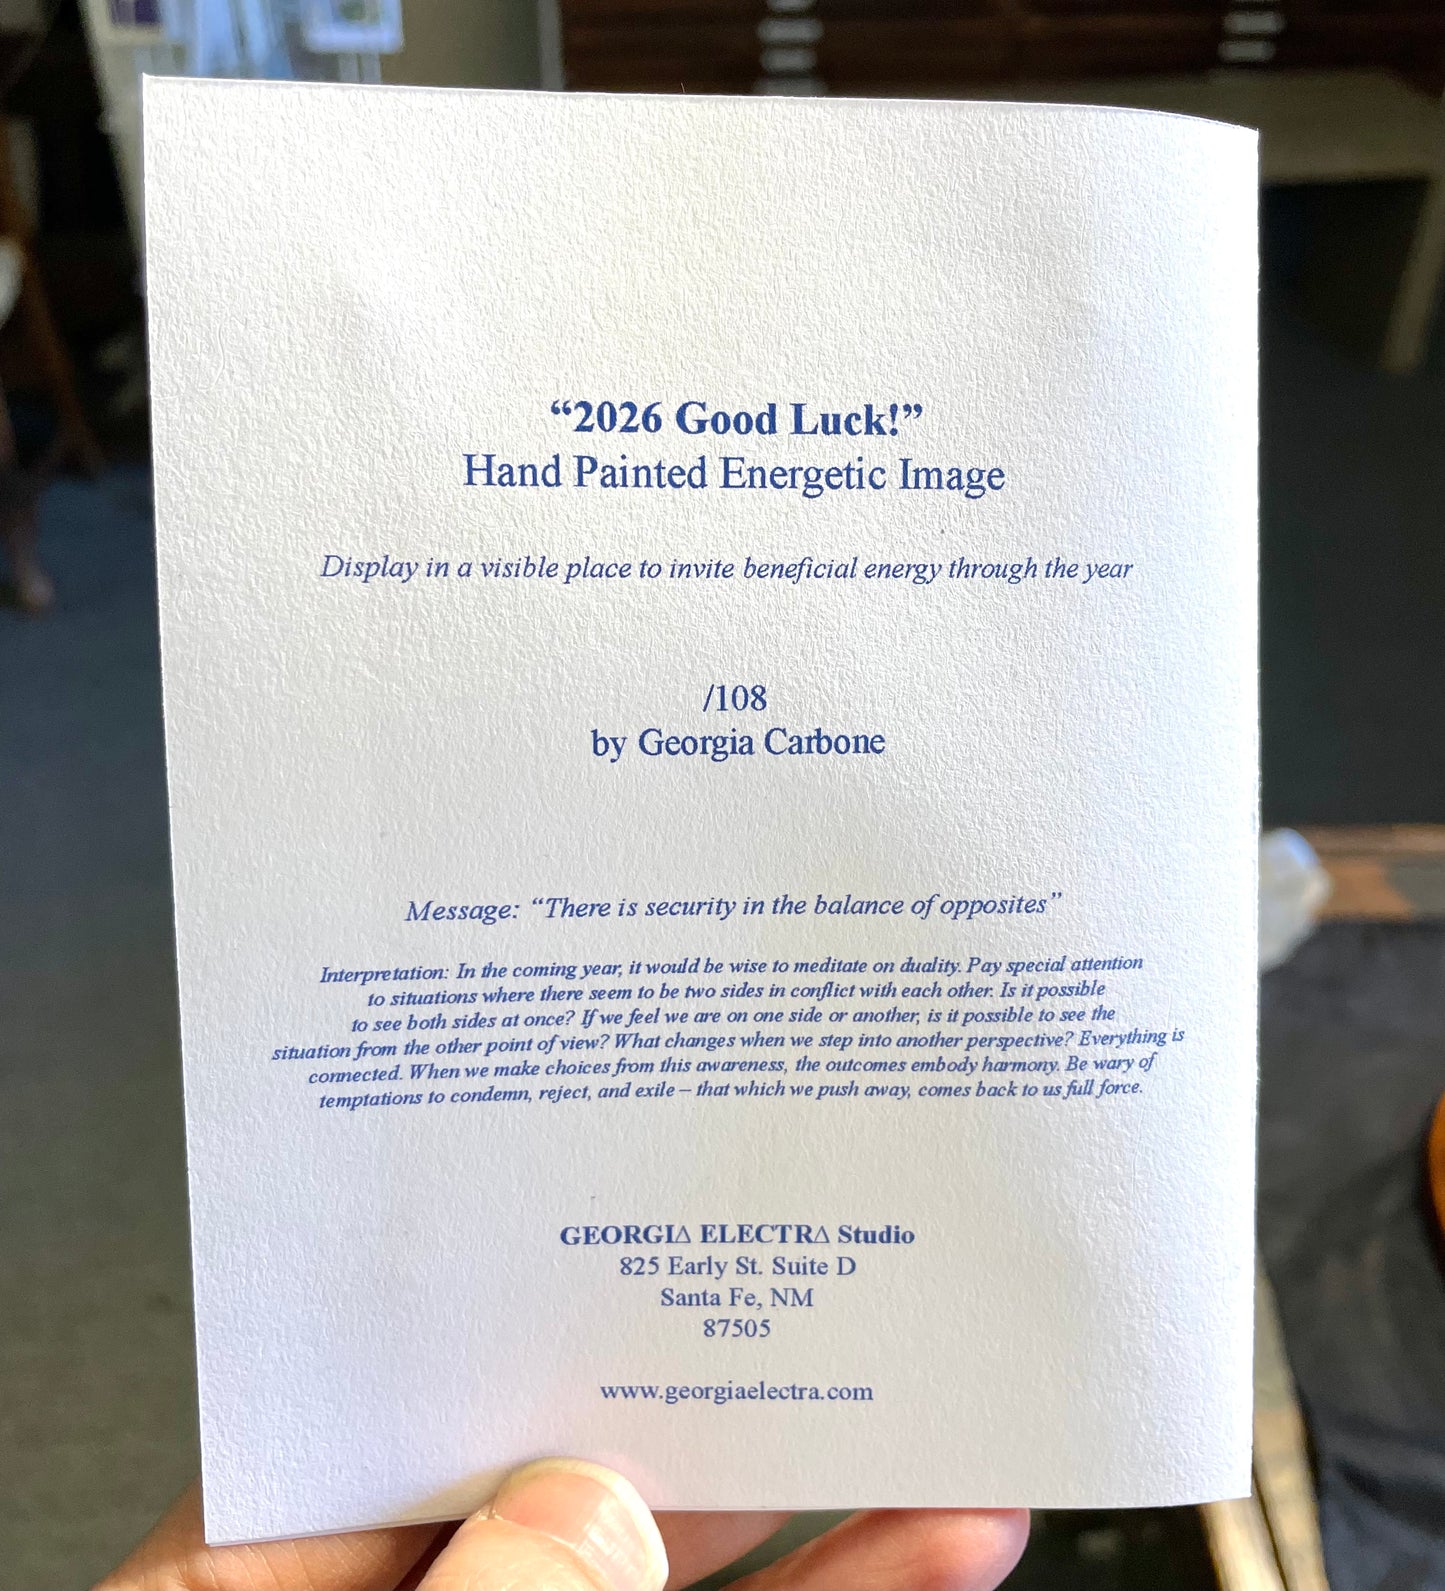 “2026 Good Luck!”
Hand Painted Energetic Image
Display in a visible place to invite beneficial energy through the year
/108
by Georgia Carbone
Message: “There is security in the balance of opposites”
Interpretation: In the coming year, it would be wise to meditate on duality. Pay special attention
to situations where there seem to be two sides in conflict with each other. Is it possible
to see both sides at once? If we feel we are on one side or another, is it possible to see the
situation from the other point of view? What changes when we step into another perspective? Everything is
connected. When we make choices from this awareness, the outcomes embody harmony. Be wary of
temptations to condemn, reject, and exile – that which we push away, comes back to us full force.
GEORGI∆ ELECTR∆ Studio
825 Early St. Suite D
Santa Fe, NM
87505
www.georgiaelectra.com